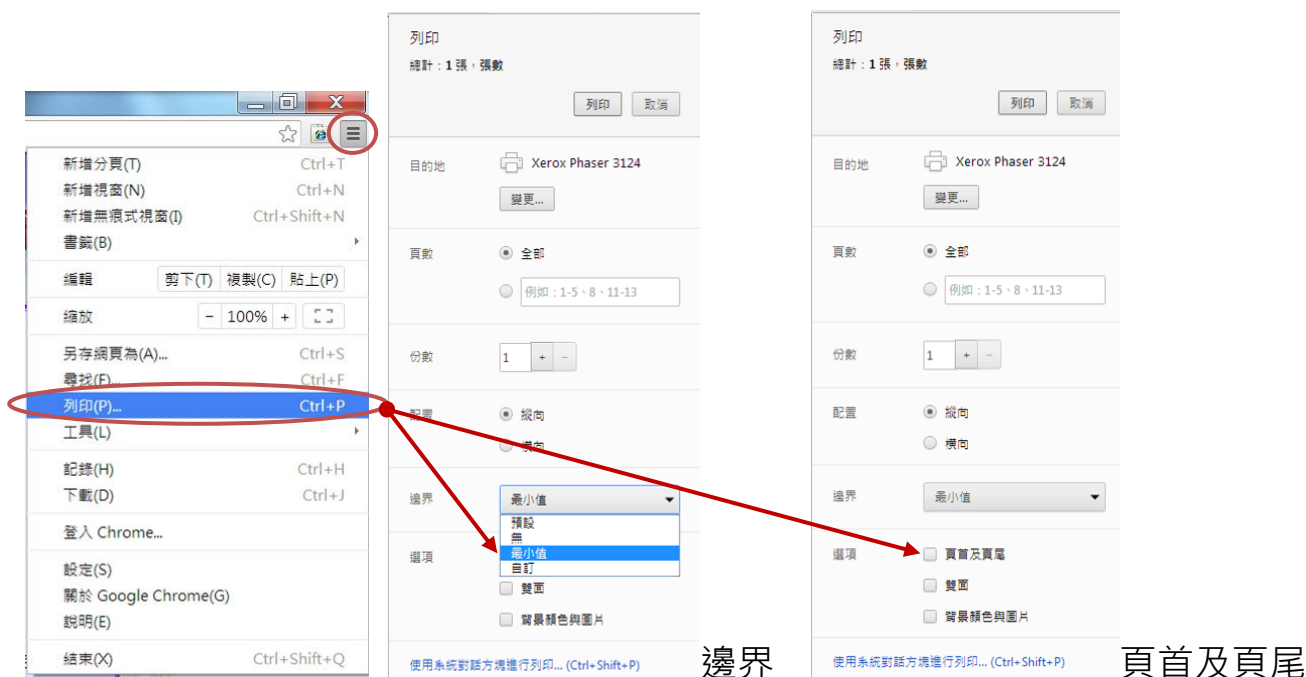 新增分頁(T) Ctrl+T
新增視窗(N) Ctrl+N
新增無痕式視窗(I) Ctrl+Shift+N
書籤(B)
編輯 剪下(T) 複製(C) 貼上(P)
縮放 - 100% +
另存網頁為(A)... Ctrl+S
尋找(F)... Ctrl+F
列印(P)... Ctrl+P
工具(L)
記錄(H) Ctrl+H
下載(D) Ctrl+J
登入 Chrome...
設定(S)
關於 Google Chrome(G)
說明(E)
結束(X) Ctrl+Shift+Q
列印
總計：1 張，張數
列印 取消
目的地 Xerox Phaser 3124
變更...
頁數 全部
例如：1-5、8、11-13
份數 1 + -
配置 縱向
橫向
邊界 最小值
預設
無
最小值
選項
自訂
雙面
背景顏色與圖片
使用系統對話方塊進行列印... (Ctrl+Shift+P)
邊界
列印
總計：1 張，張數
列印 取消
目的地 Xerox Phaser 3124
變更...
頁數 全部
例如：1-5、8、11-13
份數 1 + -
配置 縱向
橫向
邊界 最小值
選項 頁首及頁尾
雙面
背景顏色與圖片
使用系統對話方塊進行列印... (Ctrl+Shift+P)
頁首及頁尾